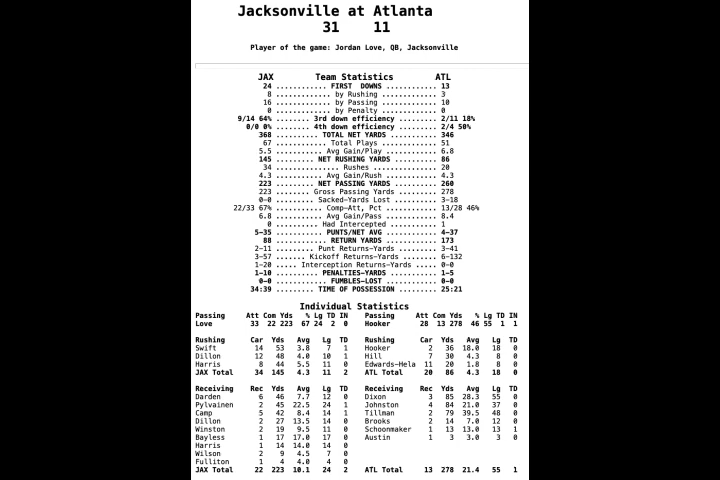 Jacksonville at Atlanta
31 11
Player of the game: Jordan Love, QB, Jacksonville
JAX Team Statistics ATL
24 ............ FIRST DOWNS ............ 13
8 ............. by Rushing ............. 3
16 ............. by Passing ............. 10
0 ............. by Penalty ............. 0
9/14 64% ........ 3rd down efficiency ........ 2/11 18%
0/0 0% ........ 4th down efficiency ........ 2/4 50%
368 .......... TOTAL NET YARDS .......... 346
67 ............ Total Plays ............ 51
5.5 ........... Avg Gain/Play ........... 6.8
145 ......... NET RUSHING YARDS ......... 86
34 .............. Rushes .............. 20
4.3 ........... Avg Gain/Rush ........... 4.3
223 ......... NET PASSING YARDS ......... 260
223 ........ Gross Passing Yards ........ 278
0-0 ......... Sacked-Yards Lost ......... 3-18
22/33 67% ........... Comp-Att, Pct ........... 13/28 46%
6.8 ........... Avg Gain/Pass ........... 8.4
0 .......... Had Intercepted .......... 1
5-35 .......... PUNTS/NET AVG .......... 4-37
88 ........... RETURN YARDS ........... 173
2-11 ........ Punt Returns-Yards ........ 3-41
3-57 ....... Kickoff Returns-Yards ....... 6-132
1-20 ..... Interception Returns-Yards ..... 0-0
1-10 ......... PENALTIES-YARDS ......... 1-5
0-0 .......... FUMBLES-LOST .......... 0-0
34:39 ......... TIME OF POSSESSION ......... 25:21
Individual Statistics
Passing Att Com Yds % Lg TD IN Passing Att Com Yds % Lg TD IN
Love 33 22 223 67 24 2 0 Hooker 28 13 278 46 55 1 1
Rushing Car Yds Avg Lg TD Rushing Car Yds Avg Lg TD
Swift 14 53 3.8 7 1 Hooker 2 36 18.0 18 0
Dillon 12 48 4.0 10 1 Hill 7 30 4.3 8 0
Harris 8 44 5.5 11 0 Edwards-Hela 11 20 1.8 8 0
JAX Total 34 145 4.3 11 2 ATL Total 20 86 4.3 18 0
Receiving Rec Yds Avg Lg TD Receiving Rec Yds Avg Lg TD
Darden 6 46 7.7 12 0 Dixon 3 85 28.3 55 0
Pylvainen 2 45 22.5 24 1 Johnston 4 84 21.0 37 0
Camp 5 42 8.4 14 1 Tillman 2 79 39.5 48 0
Dillon 2 27 13.5 14 0 Brooks 2 14 7.0 12 0
Winston 2 19 9.5 11 0 Schoonmaker 1 13 13.0 13 1
Bayless 1 17 17.0 17 0 Austin 1 3 3.0 3 0
Harris 1 14 14.0 14 0
Wilson 2 9 4.5 7 0
Fulliton 1 4 4.0 4 0
JAX Total 22 223 10.1 24 2 ATL Total 13 278 21.4 55 1